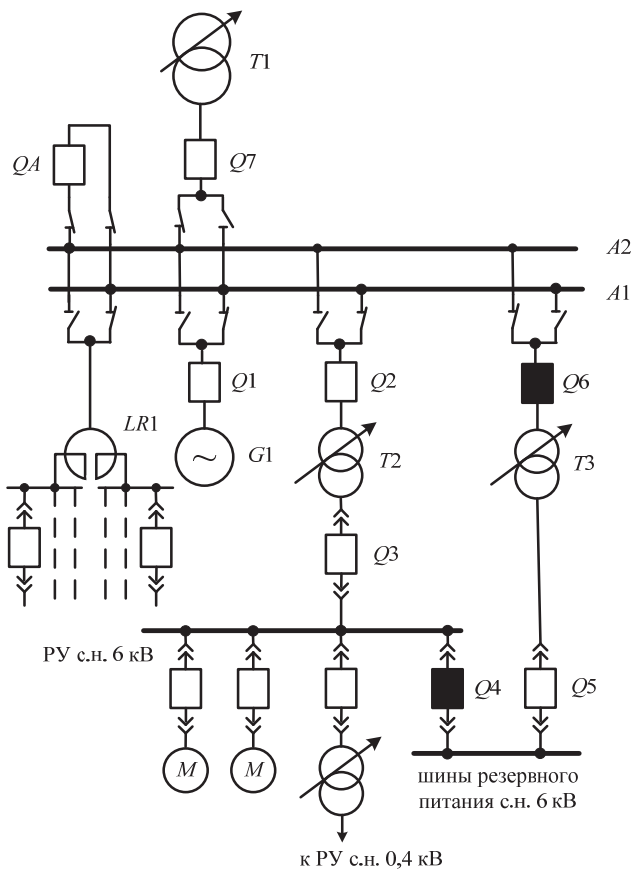 T1
QA
Q7
A2
A1
Q1
Q2
Q6
LR1
~
G1
T2
T3
Q3
РУ с.н. 6 кВ
Q4
Q5
M
M
шины резервного
питания с.н. 6 кВ
к РУ с.н. 0,4 кВ